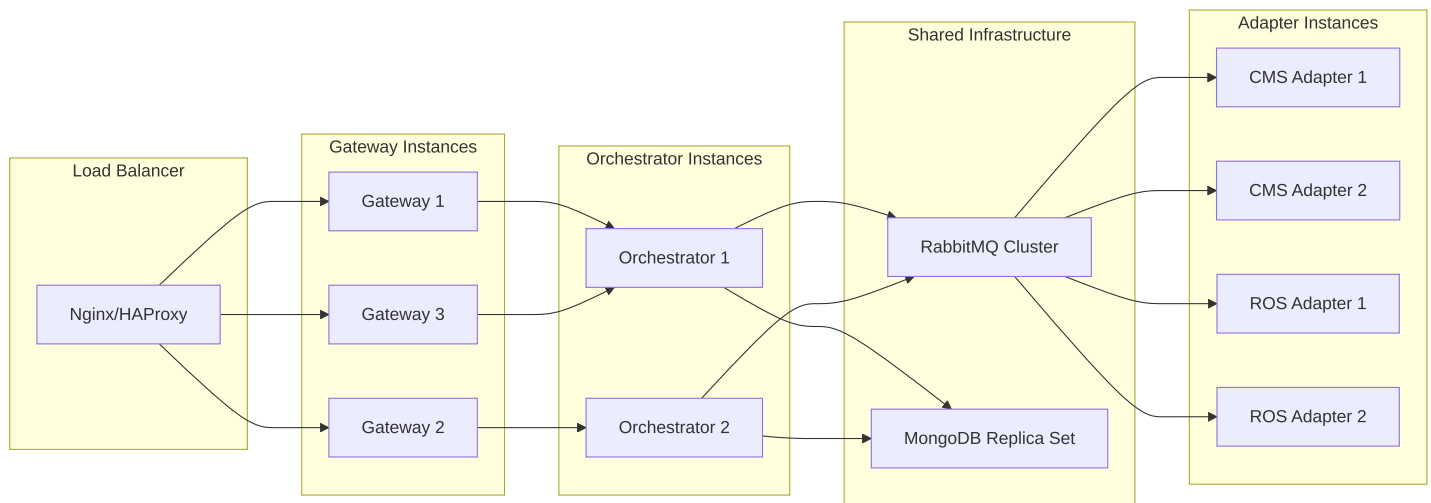 Load Balancer
Nginx/HAProxy
Gateway Instances
Gateway 1
Gateway 3
Gateway 2
Orchestrator Instances
Orchestrator 1
Orchestrator 2
Shared Infrastructure
RabbitMQ Cluster
MongoDB Replica Set
Adapter Instances
CMS Adapter 1
CMS Adapter 2
ROS Adapter 1
ROS Adapter 2